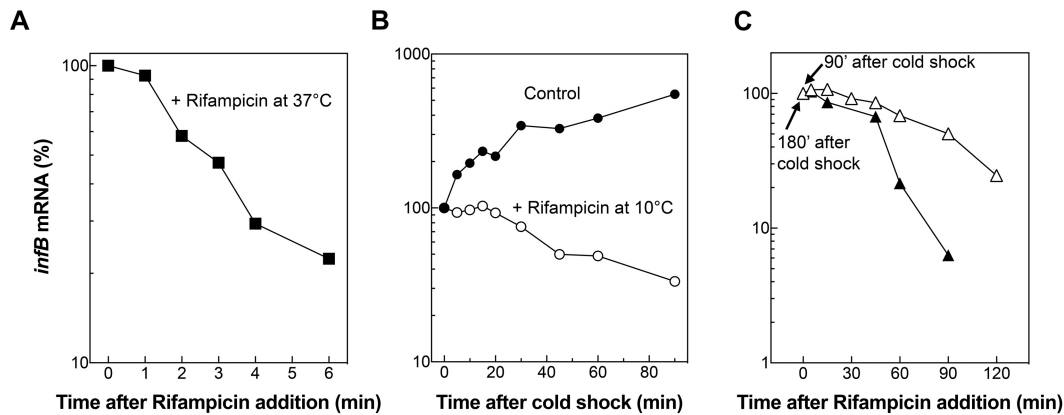 A
infB mRNA (%)
100
10
+ Rifampicin at 37°C
0 1 2 3 4 5 6
Time after Rifampicin addition (min)
B
1000
100
10
Control
+ Rifampicin at 10°C
0 20 40 60 80
Time after cold shock (min)
C
100
10
1
90’ after cold shock
180’ after
cold shock
0 30 60 90 120
Time after Rifampicin addition (min)